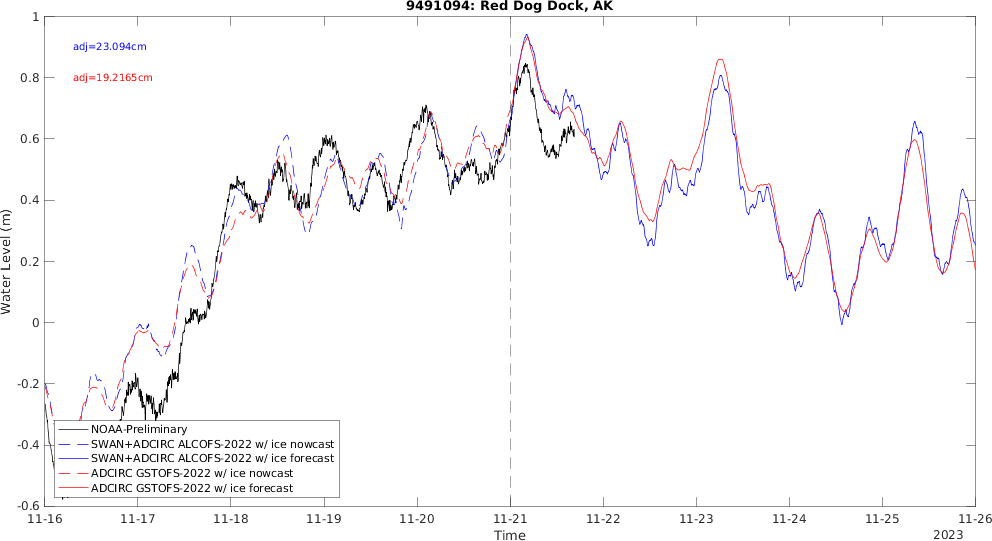 9491094: Red Dog Dock, AK
adj=23.094cm
adj=19.2165cm
Water Level (m)
1
0.8
0.6
0.4
0.2
0
-0.2
-0.4
-0.6
NOAA-Preliminary
SWAN+ADCIRC ALCOFS-2022 w/ ice nowcast
SWAN+ADCIRC ALCOFS-2022 w/ ice forecast
ADCIRC GSTOFS-2022 w/ ice nowcast
ADCIRC GSTOFS-2022 w/ ice forecast
11-16 11-17 11-18 11-19 11-20 11-21 11-22 11-23 11-24 11-25 11-26
Time
2023